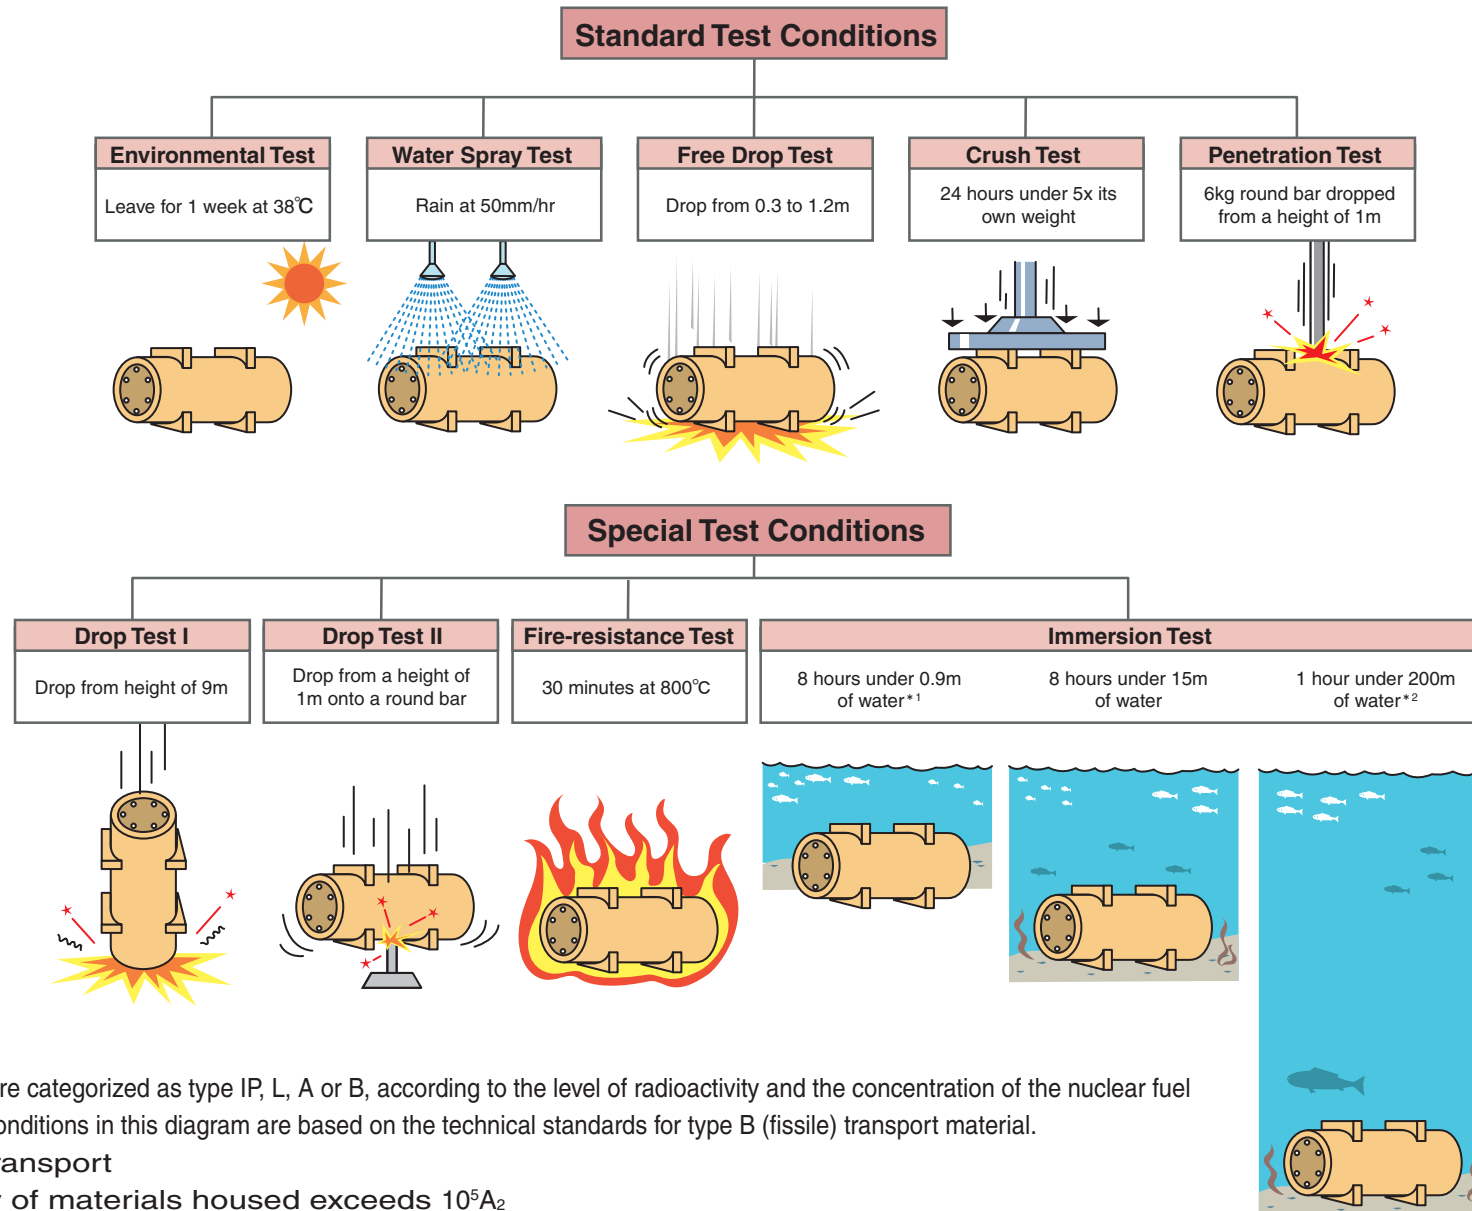 Standard Test Conditions
Environmental Test
Leave for 1 week at 38℃
Water Spray Test
Rain at 50mm/hr
Free Drop Test
Drop from 0.3 to 1.2m
Crush Test
24 hours under 5x its
own weight
Penetration Test
6kg round bar dropped
from a height of 1m
Special Test Conditions
Drop Test I
Drop from height of 9m
Drop Test II
Drop from a height of
1m onto a round bar
Fire-resistance Test
30 minutes at 800℃
Immersion Test
8 hours under 0.9m
of water*1
8 hours under 15m
of water
1 hour under 200m
of water*2
categorized as type IP, L, A or B, according to the level of radioactivity and the concentration of the nuclear fuel
conditions in this diagram are based on the technical standards for type B (fissile) transport material.
of materials housed exceeds 10⁵A₂